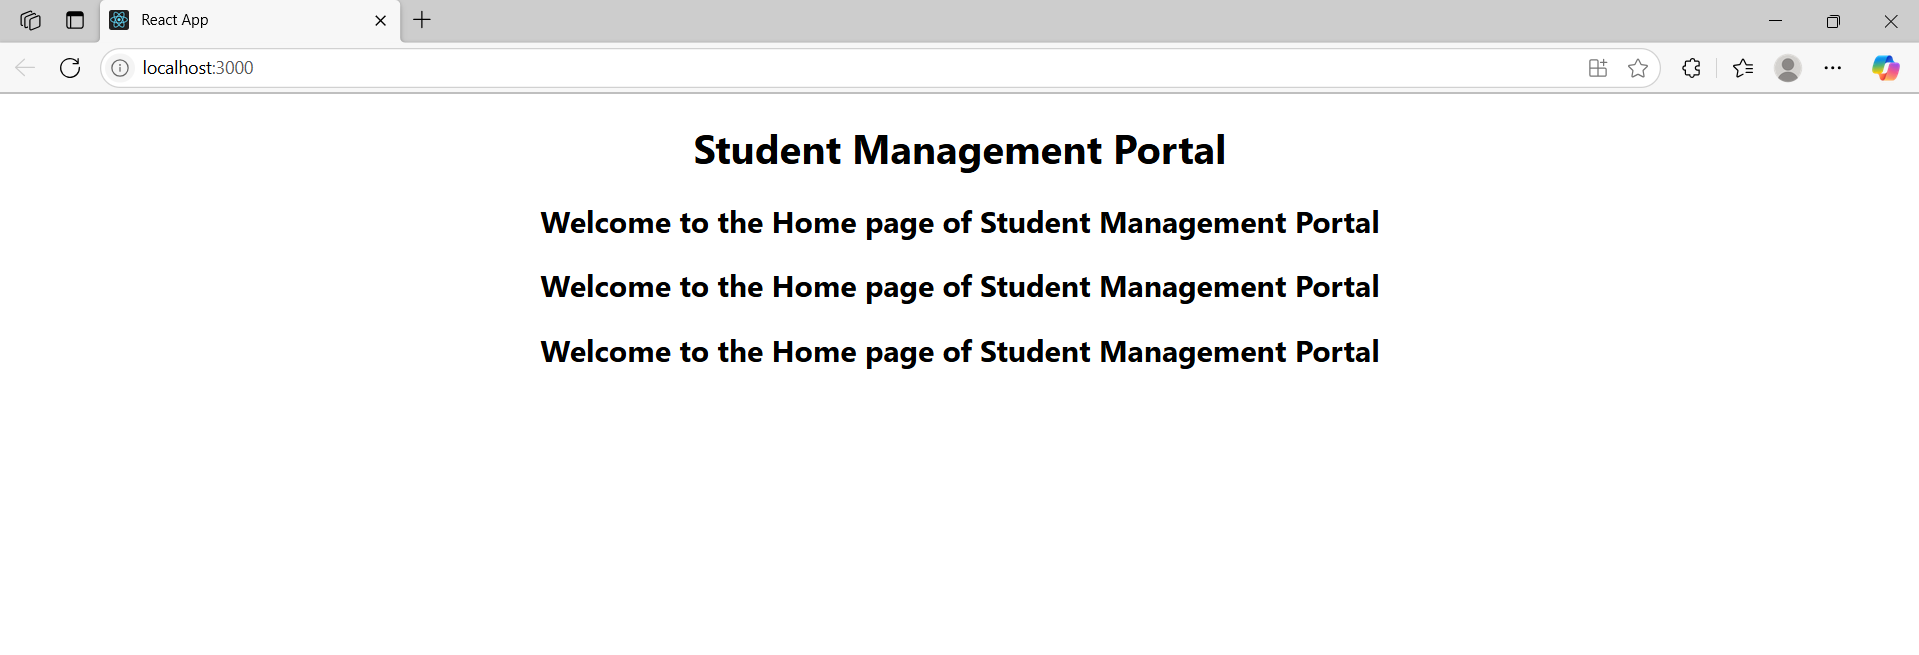 React App
localhost:3000
Student Management Portal
Welcome to the Home page of Student Management Portal
Welcome to the Home page of Student Management Portal
Welcome to the Home page of Student Management Portal